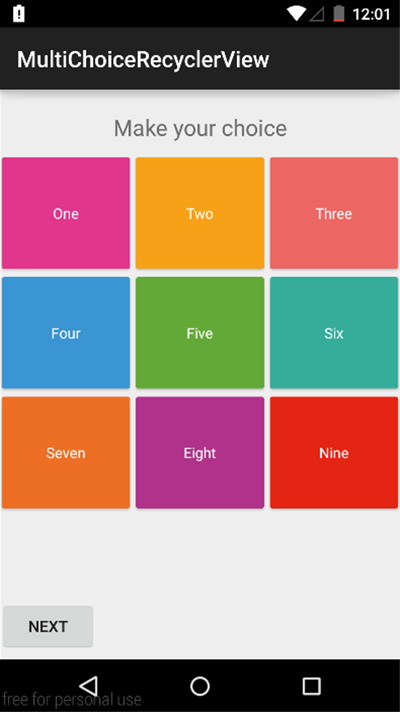 12:01
MultiChoiceRecyclerView
Make your choice
One Two Three
Four Five Six
Seven Eight Nine
NEXT
free for personal use